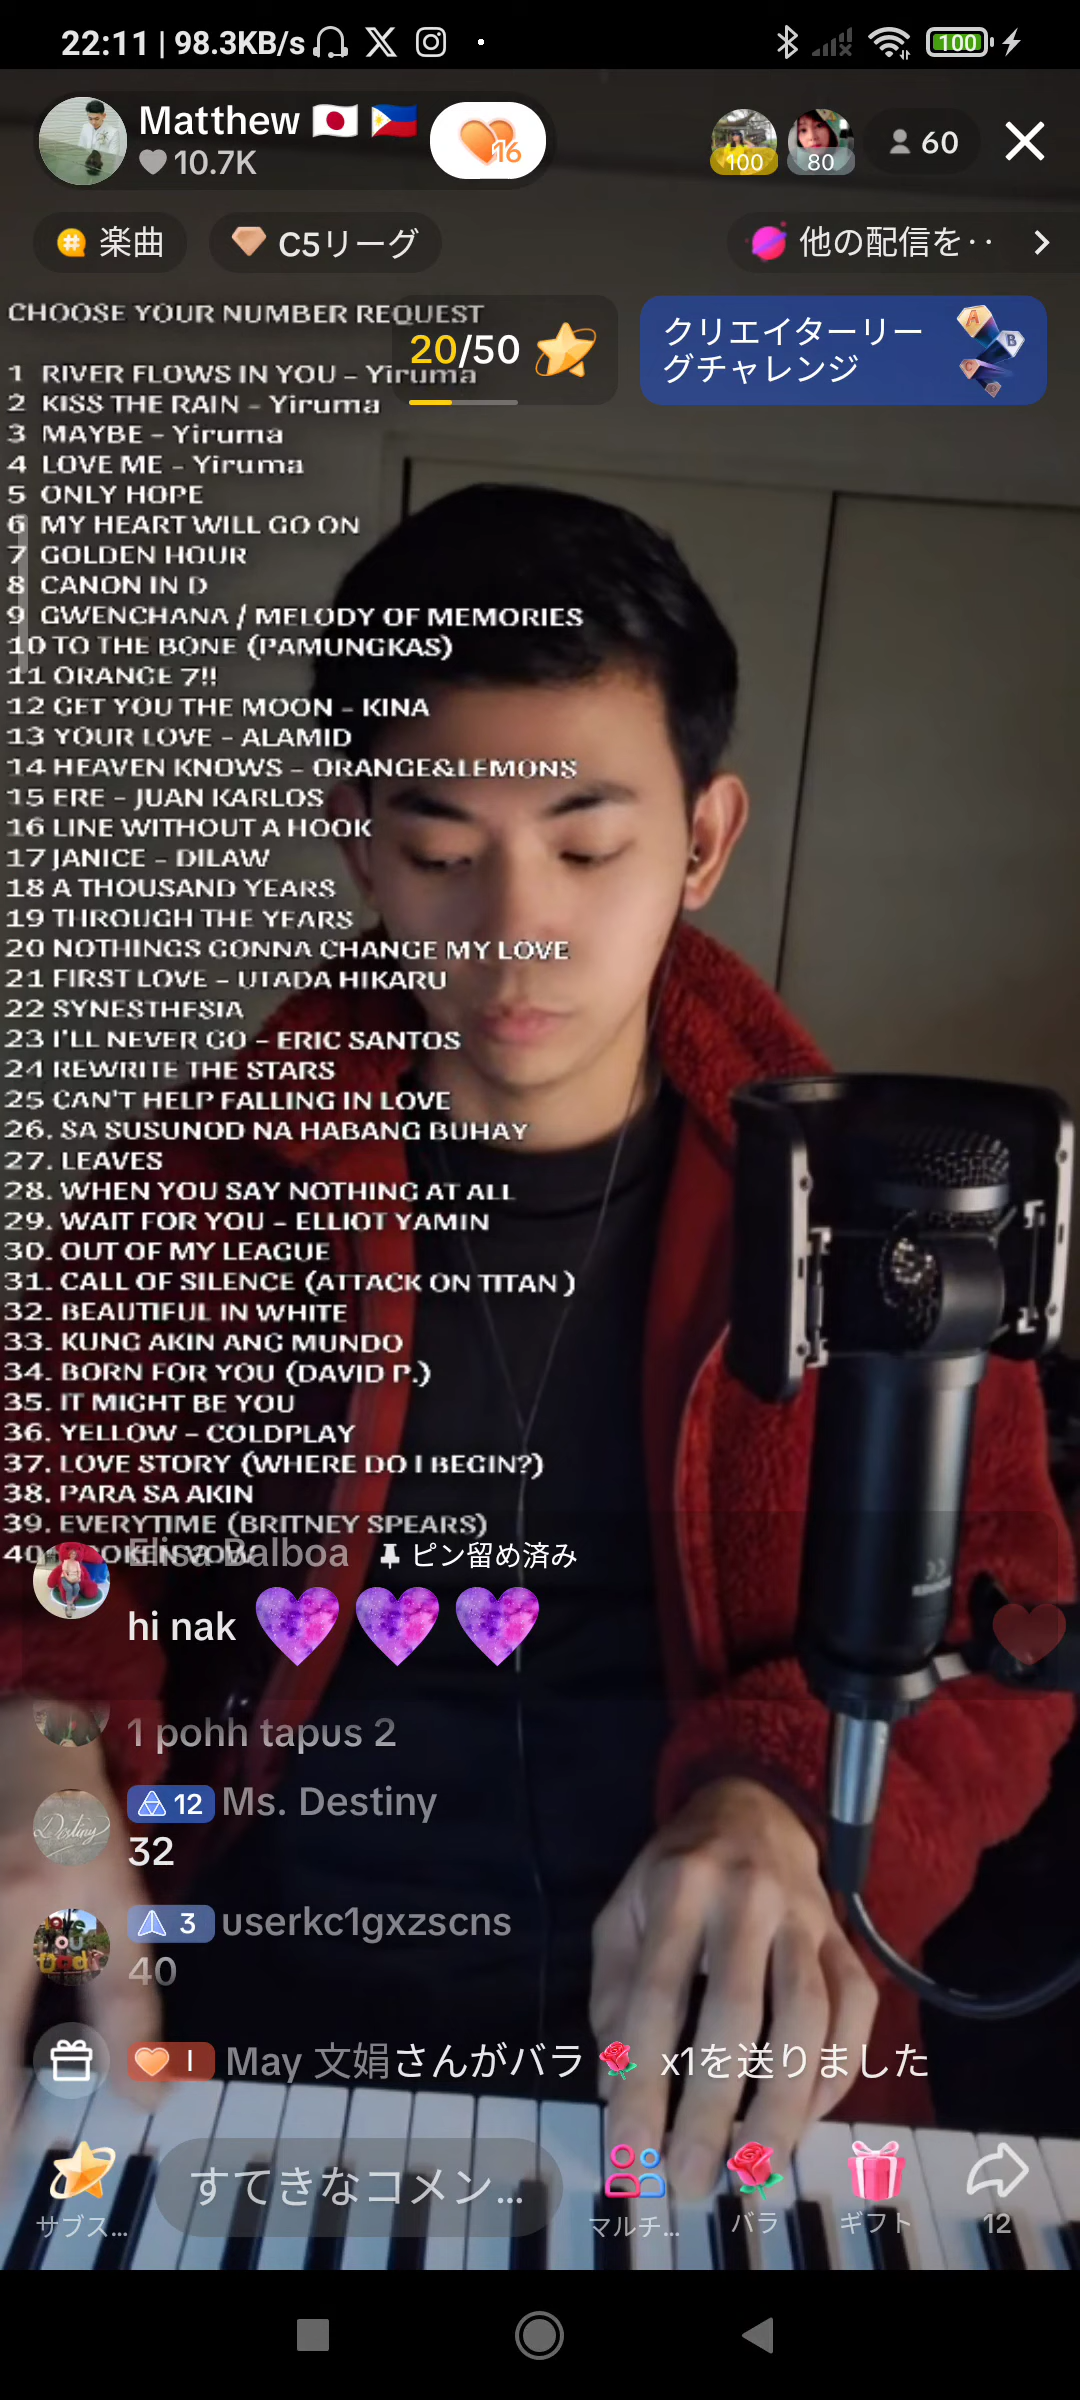 22:11 | 98.3KB/s
100
Matthew 🇯🇵 🇵🇭
10.7K
16
100
80
60
楽曲
C5リーグ
他の配信を‥
CHOOSE YOUR NUMBER REQUEST
20/50
クリエイターリー
グチャレンジ
1 RIVER FLOWS IN YOU - Yiruma
2 KISS THE RAIN - Yiruma
3 MAYBE - Yiruma
4 LOVE ME - Yiruma
5 ONLY HOPE
6 MY HEART WILL GO ON
7 GOLDEN HOUR
8 CANON IN D
9 GWENCHANA / MELODY OF MEMORIES
10 TO THE BONE (PAMUNGKAS)
11 ORANGE 7!!
12 GET YOU THE MOON - KINA
13 YOUR LOVE - ALAMID
14 HEAVEN KNOWS - ORANGE&LEMONS
15 ERE - JUAN KARLOS
16 LINE WITHOUT A HOOK
17 JANICE - DILAW
18 A THOUSAND YEARS
19 THROUGH THE YEARS
20 NOTHINGS GONNA CHANGE MY LOVE
21 FIRST LOVE - UTADA HIKARU
22 SYNESTHESIA
23 I'LL NEVER GO - ERIC SANTOS
24 REWRITE THE STARS
25 CAN'T HELP FALLING IN LOVE
26. SA SUSUNOD NA HABANG BUHAY
27. LEAVES
28. WHEN YOU SAY NOTHING AT ALL
29. WAIT FOR YOU - ELLIOT YAMIN
30. OUT OF MY LEAGUE
31. CALL OF SILENCE (ATTACK ON TITAN )
32. BEAUTIFUL IN WHITE
33. KUNG AKIN ANG MUNDO
34. BORN FOR YOU (DAVID P.)
35. IT MIGHT BE YOU
36. YELLOW - COLDPLAY
37. LOVE STORY (WHERE DO I BEGIN?)
38. PARA SA AKIN
39. EVERYTIME (BRITNEY SPEARS)
40
Elisa Balboa ピン留め済み
hi nak 💜 💜 💜
1 pohh tapus 2
12 Ms. Destiny
Destiny
32
3 userkc1gxzscns
40
I May 文娟さんがバラ 🌹 x1を送りました
すてきなコメン...
サブス...
マルチ...
バラ
ギフト
12